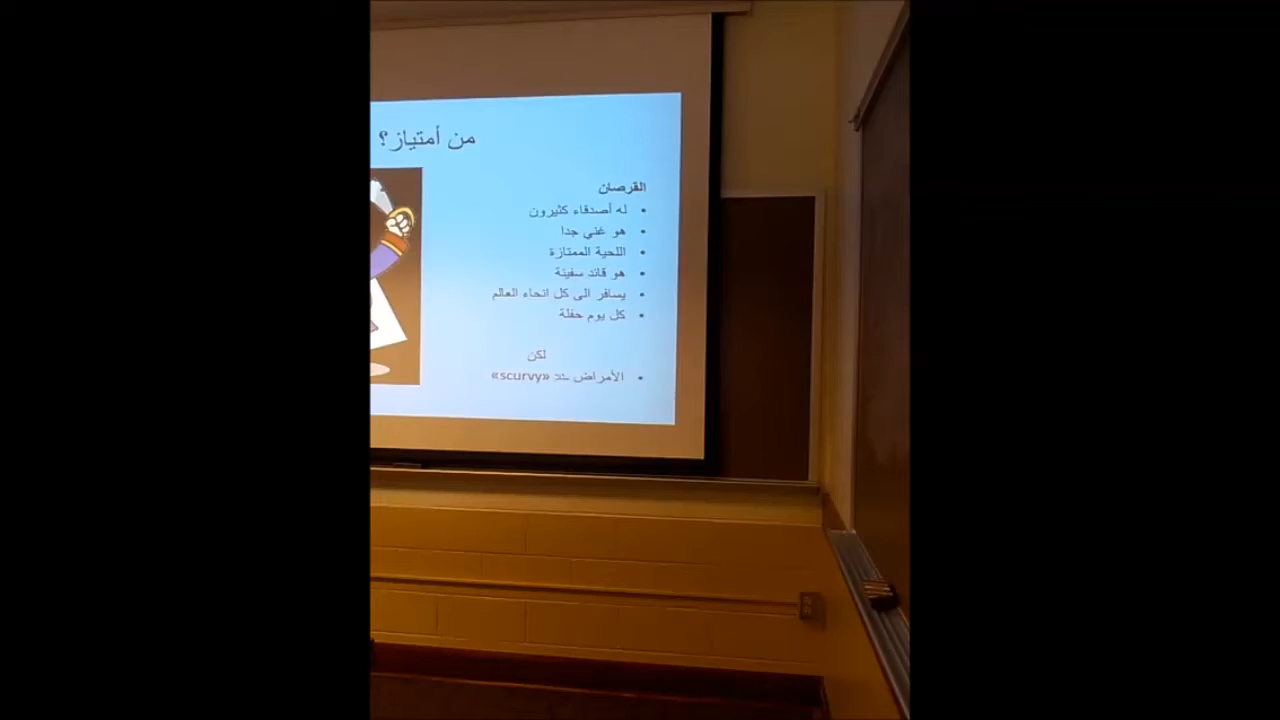 من أمتياز؟
القرصان
• له أصدقاء كثيرون
• هو غني جدا
• اللحية الممتازة
• هو قائد سفينة
• يسافر الى كل انحاء العالم
• كل يوم حفلة
لكن
• الأمراض «scurvy»